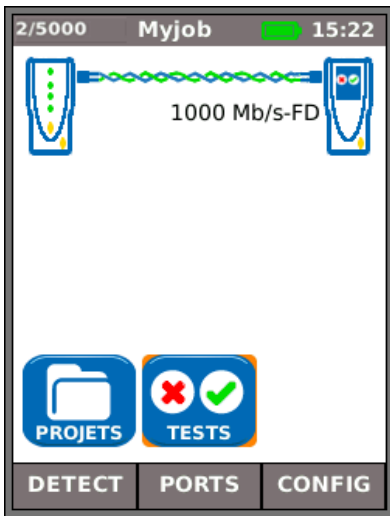 2/5000 Myjob 15:22
1000 Mb/s-FD
PROJETS TESTS
DETECT PORTS CONFIG